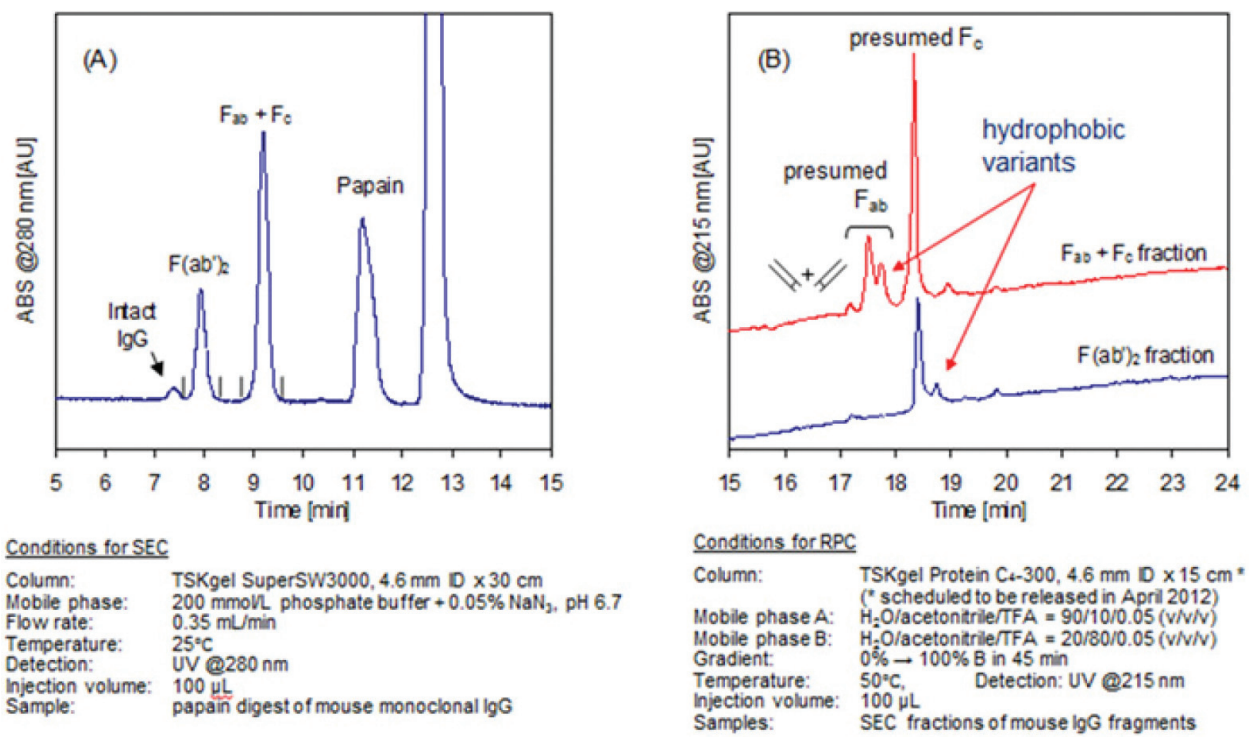 (A)
ABS @280 nm [AU]
Intact
IgG
F(ab')₂
Fab + Fc
Papain
5 6 7 8 9 10 11 12 13 14 15
Time [min]
Conditions for SEC
Column: TSKgel SuperSW3000, 4.6 mm ID x 30 cm
Mobile phase: 200 mmol/L phosphate buffer + 0.05% NaN₃, pH 6.7
Flow rate: 0.35 mL/min
Temperature: 25°C
Detection: UV @280 nm
Injection volume: 100 µL
Sample: papain digest of mouse monoclonal IgG
(B)
ABS @215 nm [AU]
presumed Fc
hydrophobic
variants
presumed
Fab
+
Fab + Fc fraction
F(ab')₂ fraction
15 16 17 18 19 20 21 22 23 24
Time [min]
Conditions for RPC
Column: TSKgel Protein C₄-300, 4.6 mm ID x 15 cm *
(* scheduled to be released in April 2012)
Mobile phase A: H₂O/acetonitrile/TFA = 90/10/0.05 (v/v/v)
Mobile phase B: H₂O/acetonitrile/TFA = 20/80/0.05 (v/v/v)
Gradient: 0% → 100% B in 45 min
Temperature: 50°C, Detection: UV @215 nm
Injection volume: 100 µL
Samples: SEC fractions of mouse IgG fragments